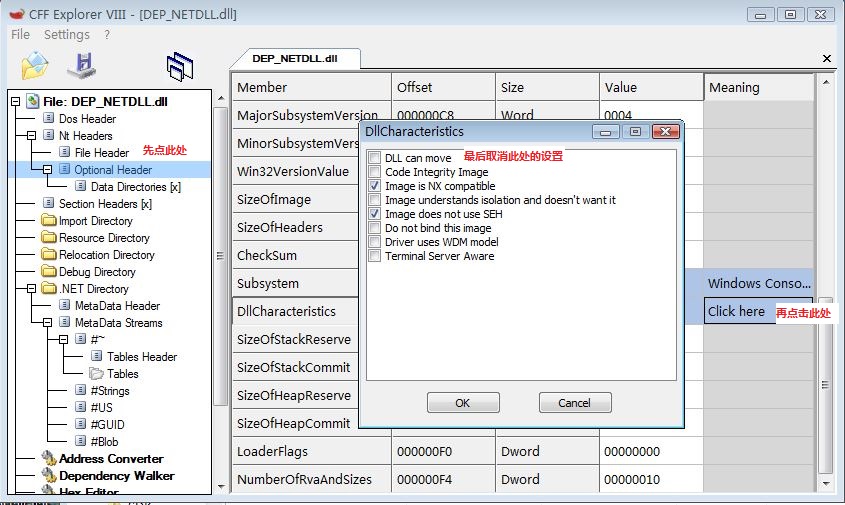 CFF Explorer VIII - [DEP_NETDLL.dll]
File Settings ?
DEP_NETDLL.dll
File: DEP_NETDLL.dll
Dos Header
Nt Headers
File Header 先点此处
Optional Header
Data Directories [x]
Section Headers [x]
Import Directory
Resource Directory
Relocation Directory
Debug Directory
.NET Directory
MetaData Header
MetaData Streams
#~
Tables Header
Tables
#Strings
#US
#GUID
#Blob
Address Converter
Dependency Walker
Hex Editor
Member Offset Size Value Meaning
MajorSubsystemVersion 000000C8 Word 0004
MinorSubsystemVer
Win32VersionValue
SizeOfImage
SizeOfHeaders
CheckSum
Subsystem Windows Conso...
DllCharacteristics Click here 再点击此处
SizeOfStackReserve
SizeOfStackCommit
SizeOfHeapReserve
SizeOfHeapCommit
LoaderFlags 000000F0 Dword 00000000
NumberOfRvaAndSizes 000000F4 Dword 00000010
DllCharacteristics
DLL can move 最后取消此处的设置
Code Integrity Image
Image is NX compatible
Image understands isolation and doesn't want it
Image does not use SEH
Do not bind this image
Driver uses WDM model
Terminal Server Aware
OK Cancel